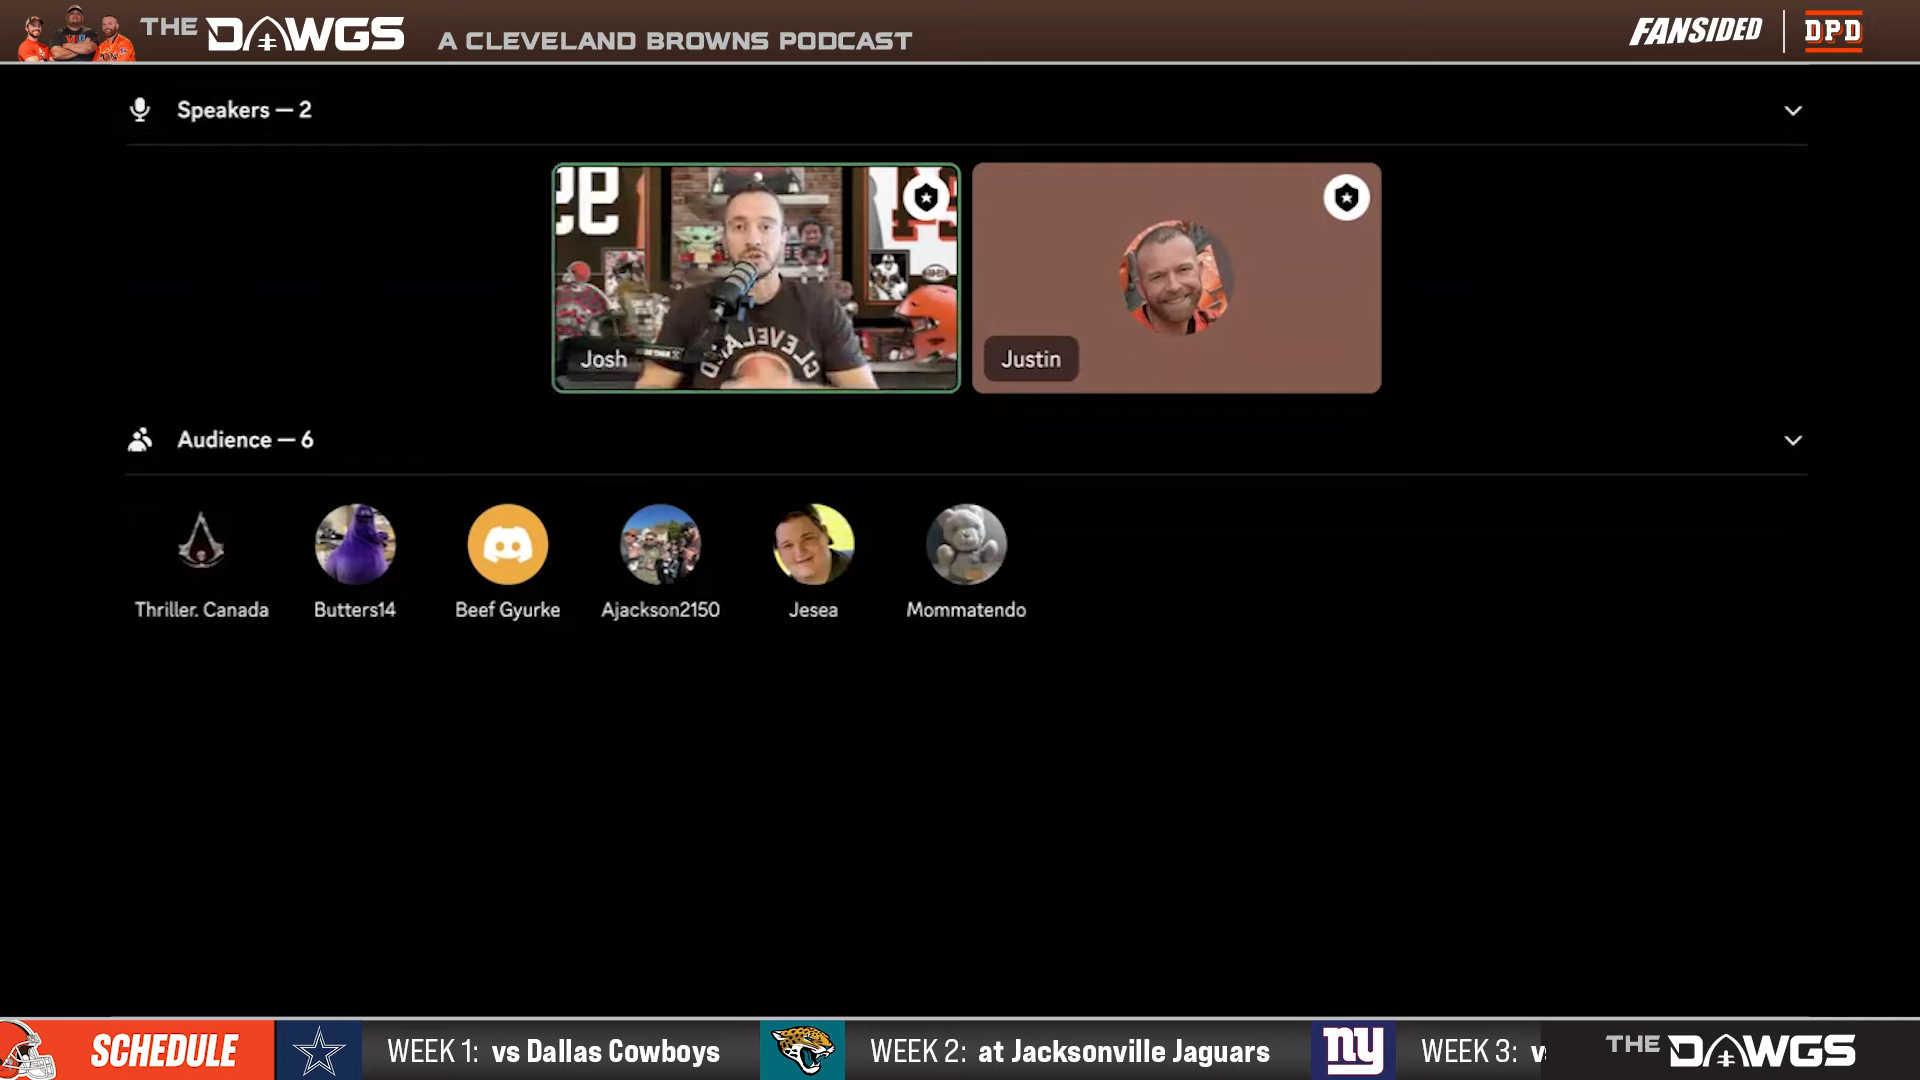 THE DAWGS A CLEVELAND BROWNS PODCAST
FANSIDED DPD
Speakers — 2
Josh
Justin
Audience — 6
Thriller. Canada Butters14 Beef Gyurke Ajackson2150 Jesea Mommatendo
SCHEDULE WEEK 1: vs Dallas Cowboys WEEK 2: at Jacksonville Jaguars ny WEEK 3: THE DAWGS